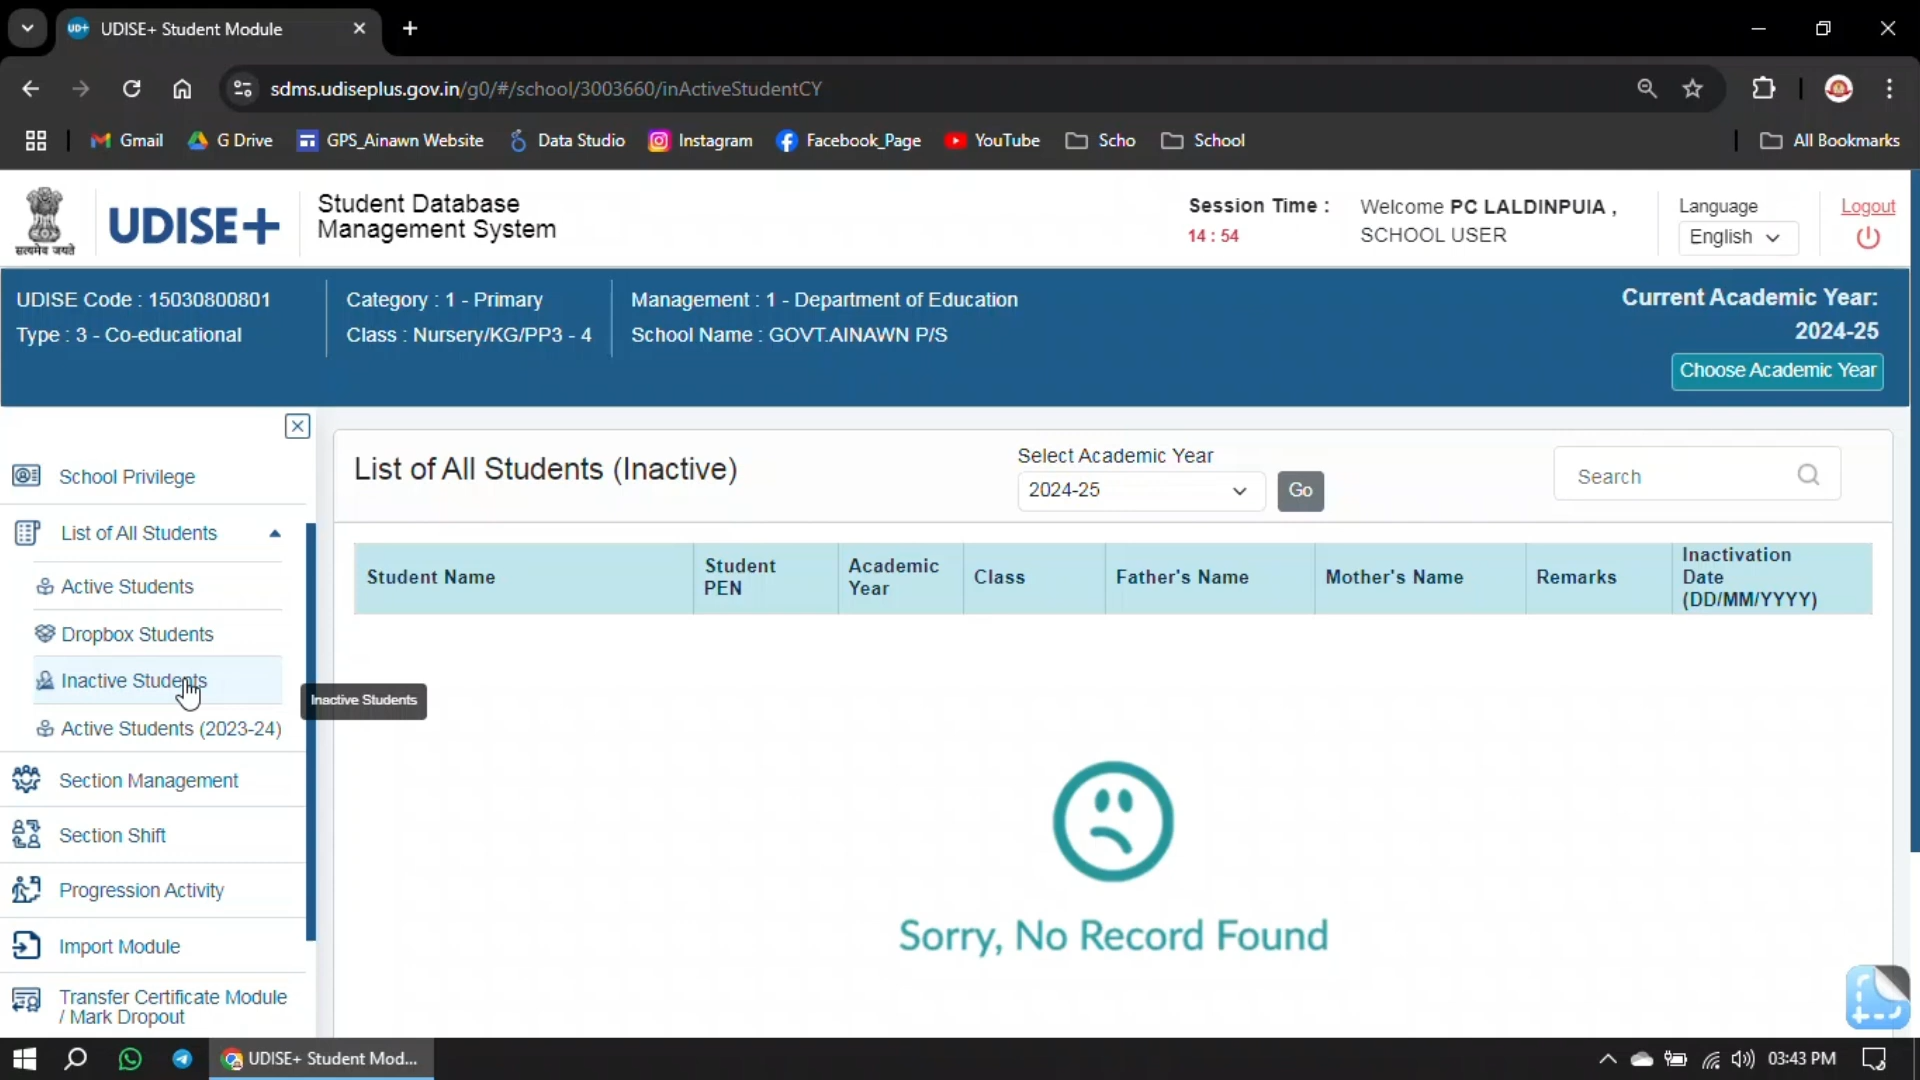 UDISE+ Student Module
sdms.udiseplus.gov.in/g0/#/school/3003660/inActiveStudentCY
Gmail
G Drive
GPS_Ainawn Website
Data Studio
Instagram
Facebook_Page
YouTube
Scho
School
All Bookmarks
सत्यमेव जयते
UDISE+
Student Database
Management System
Session Time :
14 : 54
Welcome PC LALDINPUIA ,
SCHOOL USER
Language
English
Logout
UDISE Code : 15030800801
Type : 3 - Co-educational
Category : 1 - Primary
Class : Nursery/KG/PP3 - 4
Management : 1 - Department of Education
School Name : GOVT.AINAWN P/S
Current Academic Year:
2024-25
Choose Academic Year
School Privilege
List of All Students
Active Students
Dropbox Students
Inactive Students
Active Students (2023-24)
Section Management
Section Shift
Progression Activity
Import Module
Transfer Certificate Module
/ Mark Dropout
Inactive Students
List of All Students (Inactive)
Select Academic Year
2024-25
Go
Search
Student Name
Student
PEN
Academic
Year
Class
Father's Name
Mother's Name
Remarks
Inactivation
Date
(DD/MM/YYYY)
Sorry, No Record Found
UDISE+ Student Mod...
03:43 PM